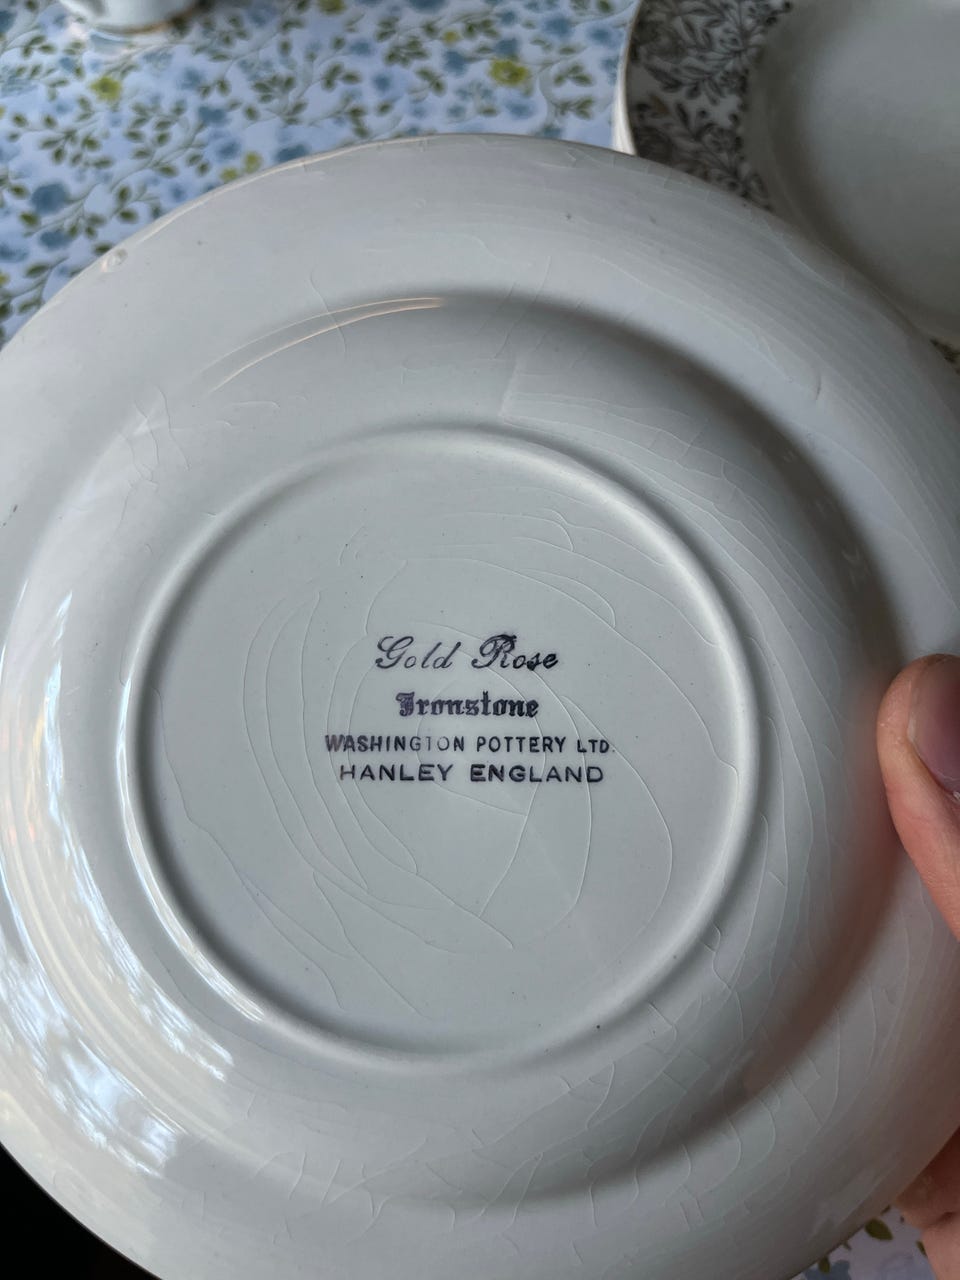 Gold Rose
Ironstone
WASHINGTON POTTERY LTD.
HANLEY ENGLAND